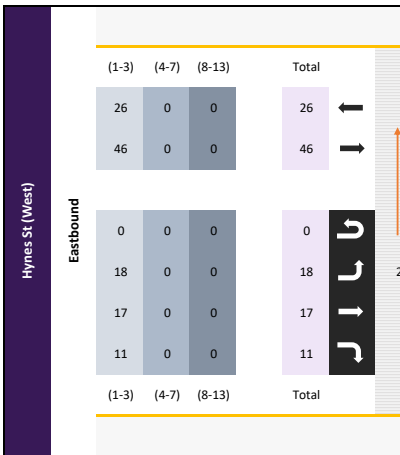 Hynes St (West)
Eastbound
(1-3) (4-7) (8-13) Total
26 0 0 26
46 0 0 46
0 0 0 0
18 0 0 18
2
17 0 0 17
11 0 0 11
(1-3) (4-7) (8-13) Total